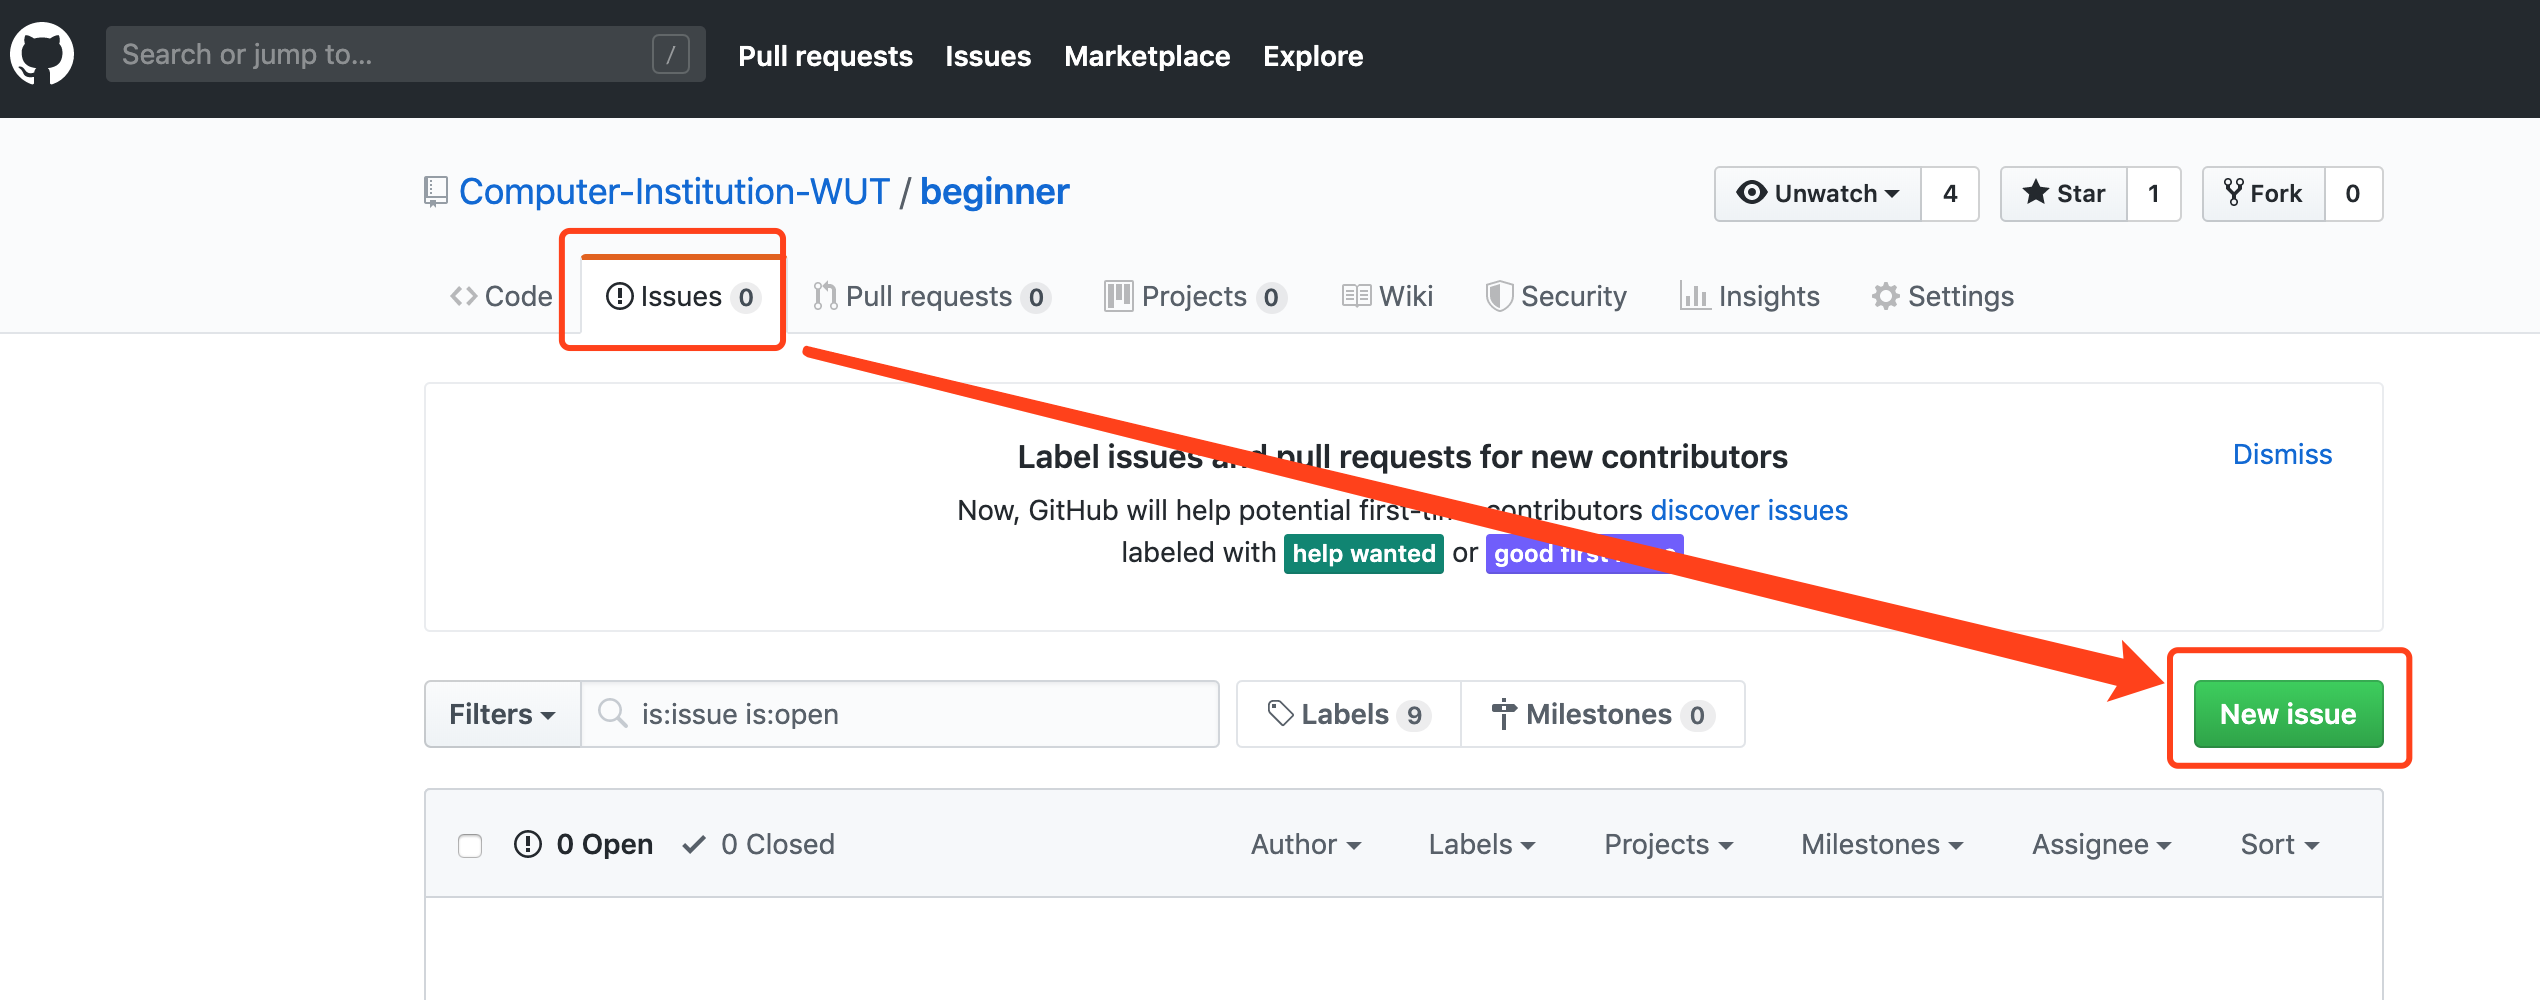 Search or jump to... /
Pull requests Issues Marketplace Explore
Computer-Institution-WUT / beginner
Unwatch 4 Star 1 Fork 0
Code Issues 0 Pull requests 0 Projects 0 Wiki Security Insights Settings
Label issues and pull requests for new contributors
Dismiss
Now, GitHub will help potential first-time contributors discover issues
labeled with help wanted or good first
Filters is:issue is:open Labels 9 Milestones 0 New issue
0 Open 0 Closed Author Labels Projects Milestones Assignee Sort